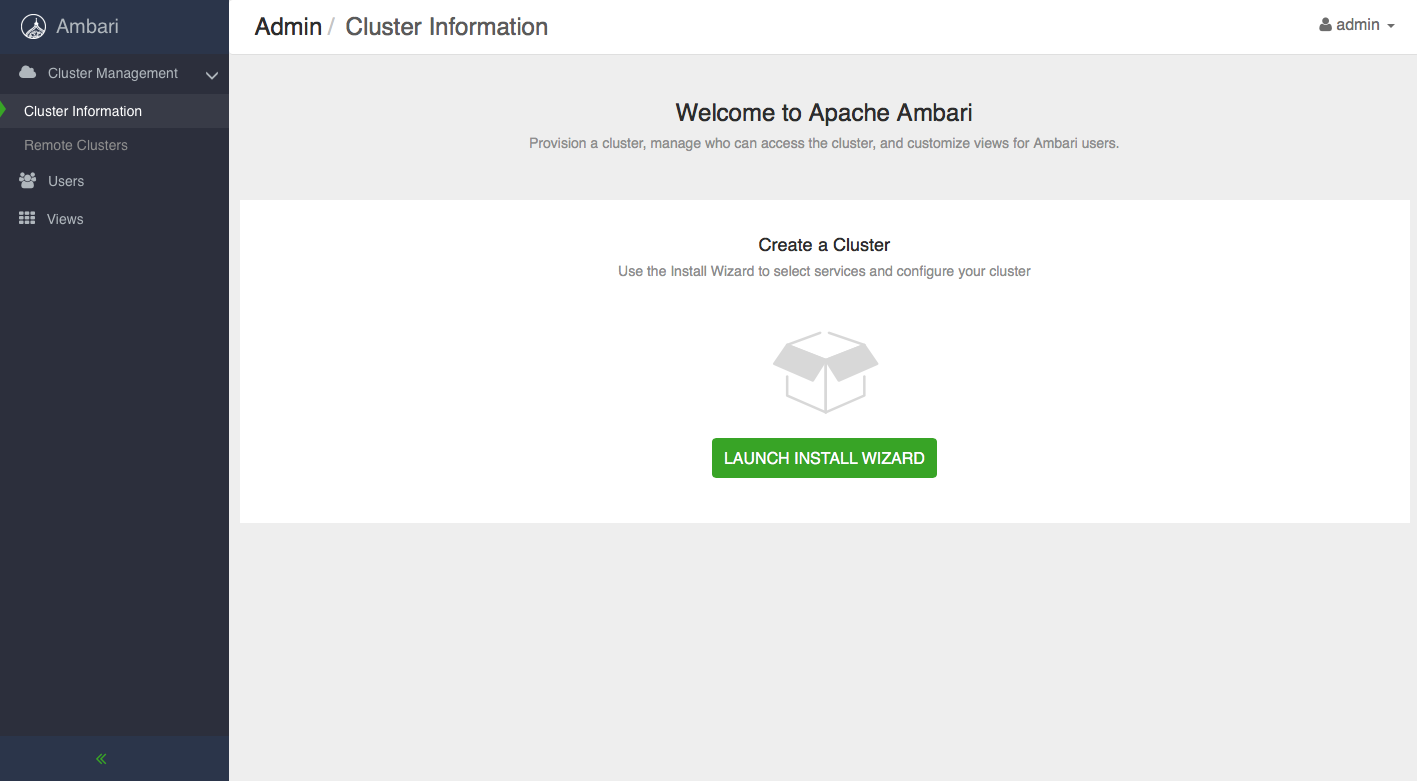 Ambari
Admin / Cluster Information
admin
Cluster Management
Cluster Information
Remote Clusters
Users
Views
Welcome to Apache Ambari
Provision a cluster, manage who can access the cluster, and customize views for Ambari users.
Create a Cluster
Use the Install Wizard to select services and configure your cluster
LAUNCH INSTALL WIZARD